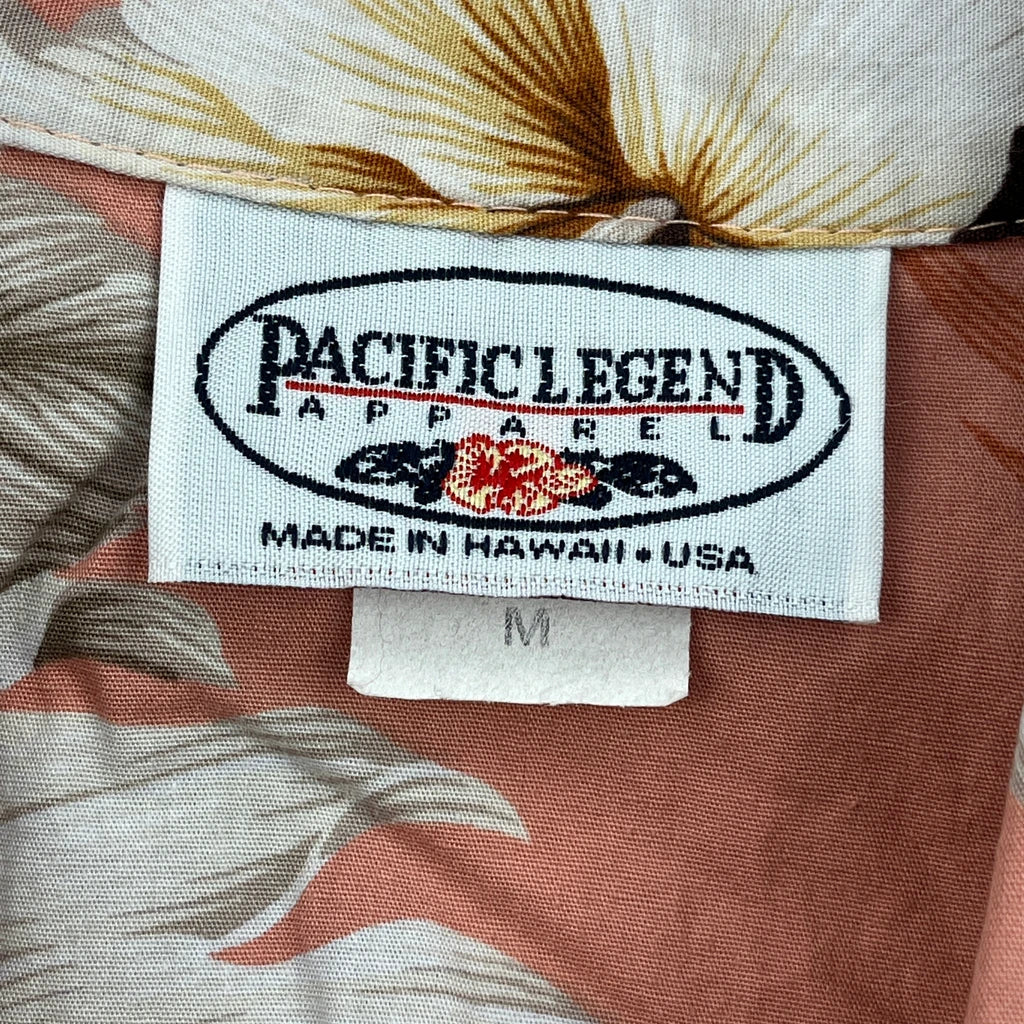 PACIFIC LEGEND
APPAREL
MADE IN HAWAII • USA
M